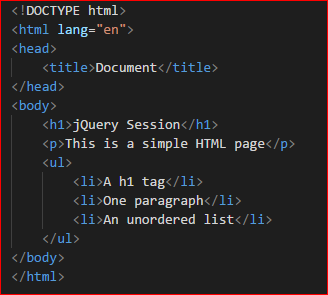 <!DOCTYPE html>
<html lang="en">
<head>
    <title>Document</title>
</head>
<body>
    <h1>jQuery Session</h1>
    <p>This is a simple HTML page</p>
    <ul>
        <li>A h1 tag</li>
        <li>One paragraph</li>
        <li>An unordered list</li>
    </ul>
</body>
</html>